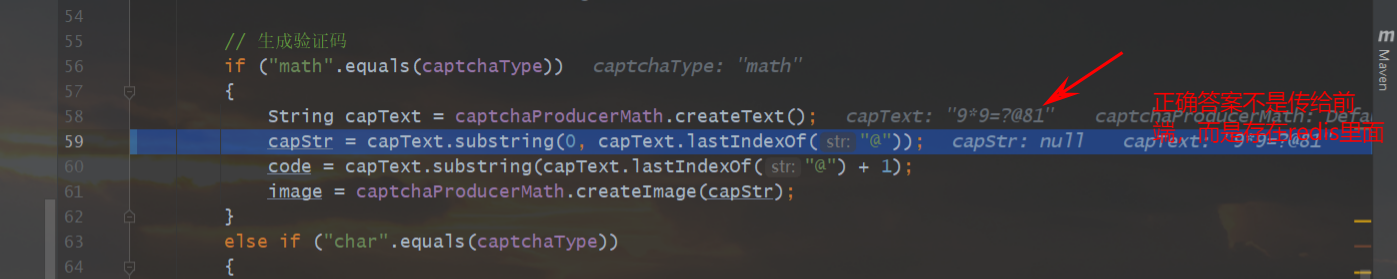 54
55 // 生成验证码
56 if ("math".equals(captchaType)) captchaType: "math"
57 {
58 String capText = captchaProducerMath.createText(); capText: "9*9=?@81" captchaProducerMath: Defa
59 capStr = capText.substring(0, capText.lastIndexOf( str: "@")); capStr: null capText: "9*9=?@81"
60 code = capText.substring(capText.lastIndexOf( str: "@") + 1);
61 image = captchaProducerMath.createImage(capStr);
62 }
63 else if ("char".equals(captchaType))
64 {
正确答案不是传给前
端，而是存在redis里面
m
Maven